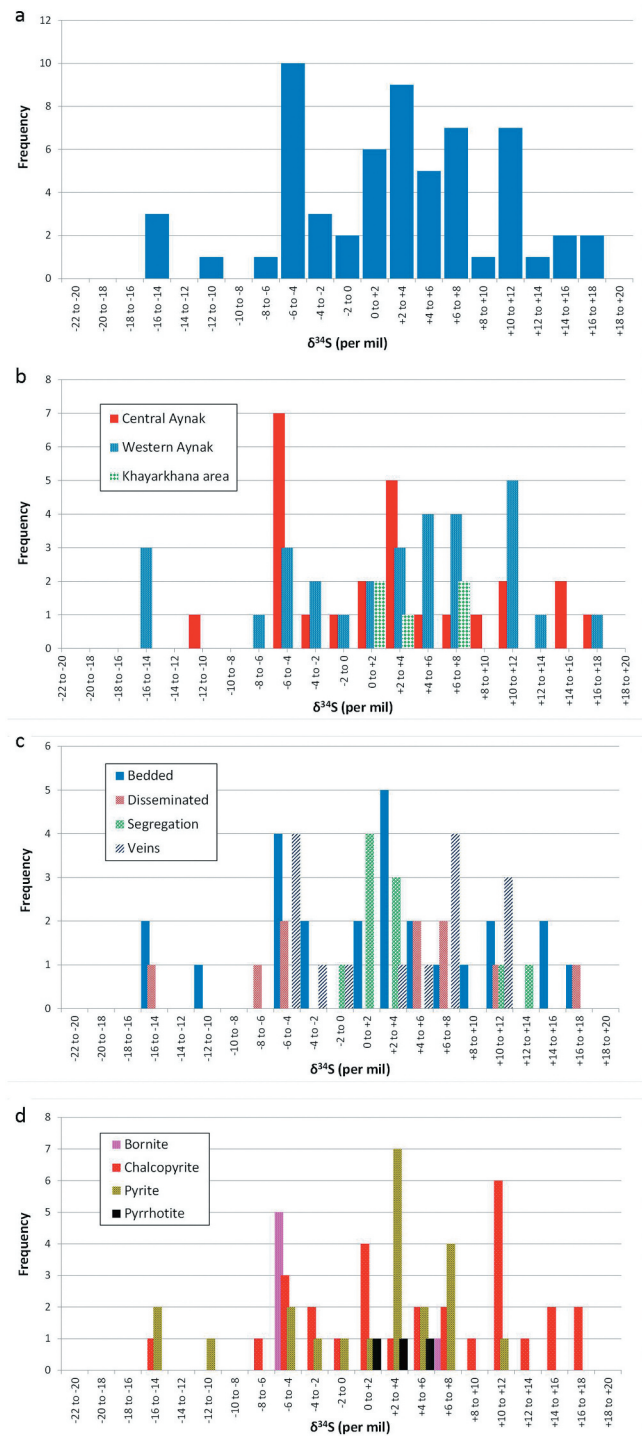 a
12
10
8
6
4
2
0
Frequency
-22 to -20
-20 to -18
-18 to -16
-16 to -14
-14 to -12
-12 to -10
-10 to -8
-8 to -6
-6 to -4
-4 to -2
-2 to 0
0 to +2
+2 to +4
+4 to +6
+6 to +8
+8 to +10
+10 to +12
+12 to +14
+14 to +16
+16 to +18
+18 to +20
δ³⁴S (per mil)
b
8
7
6
5
4
3
2
1
0
Frequency
Central Aynak
Western Aynak
Khayarkhana area
-22 to -20
-20 to -18
-18 to -16
-16 to -14
-14 to -12
-12 to -10
-10 to -8
-8 to -6
-6 to -4
-4 to -2
-2 to 0
0 to +2
+2 to +4
+4 to +6
+6 to +8
+8 to +10
+10 to +12
+12 to +14
+14 to +16
+16 to +18
+18 to +20
δ³⁴S (per mil)
c
6
5
4
3
2
1
0
Frequency
Bedded
Disseminated
Segregation
Veins
-22 to -20
-20 to -18
-18 to -16
-16 to -14
-14 to -12
-12 to -10
-10 to -8
-8 to -6
-6 to -4
-4 to -2
-2 to 0
0 to +2
+2 to +4
+4 to +6
+6 to +8
+8 to +10
+10 to +12
+12 to +14
+14 to +16
+16 to +18
+18 to +20
δ³⁴S (per mil)
d
8
7
6
5
4
3
2
1
0
Frequency
Bornite
Chalcopyrite
Pyrite
Pyrrhotite
-22 to -20
-20 to -18
-18 to -16
-16 to -14
-14 to -12
-12 to -10
-10 to -8
-8 to -6
-6 to -4
-4 to -2
-2 to 0
0 to +2
+2 to +4
+4 to +6
+6 to +8
+8 to +10
+10 to +12
+12 to +14
+14 to +16
+16 to +18
+18 to +20
δ³⁴S (per mil)